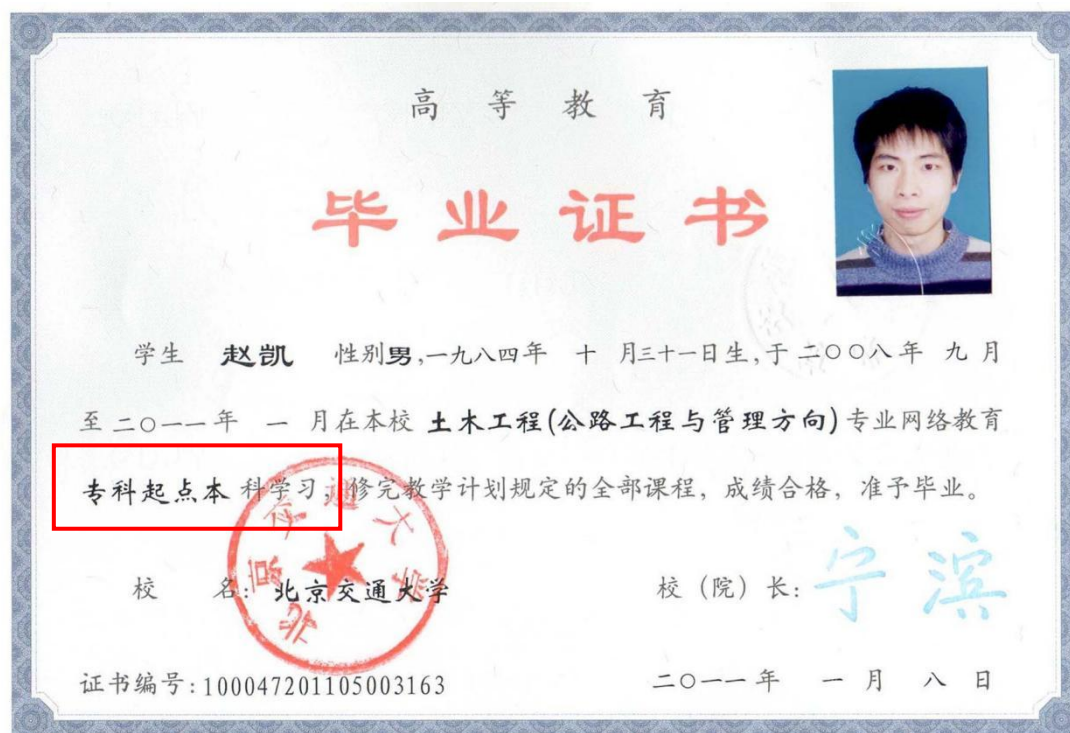 高等教育
毕业证书
学生 赵凯 性别男,一九八四年 十 月三十一日生,于二〇〇八年 九月
至二〇一一年 一 月在本校 土木工程(公路工程与管理方向)专业网络教育
专科起点本 科学习,修完教学计划规定的全部课程,成绩合格,准予毕业。
校 名: 北京交通大学
校(院)长: 宁滨
北京交通大学
证书编号:100047201105003163
二〇一一年 一月 八日